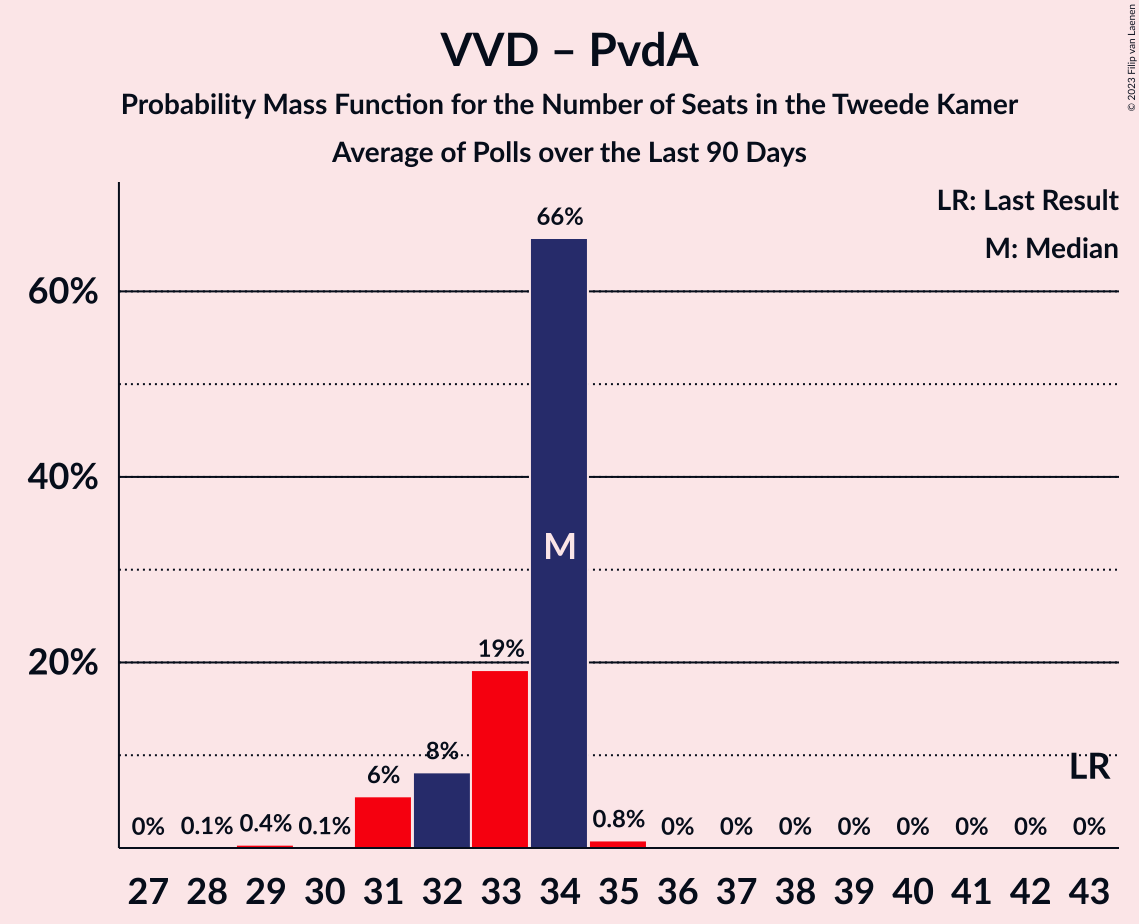 VVD – PvdA
Probability Mass Function for the Number of Seats in the Tweede Kamer
Average of Polls over the Last 90 Days
© 2023 Filip van Laenen
LR: Last Result
M: Median
66%
60%
40%
M
19%
20%
8%
6%
LR
0% 0.1% 0.4% 0.1% 0.8% 0% 0% 0% 0% 0% 0% 0% 0%
27 28 29 30 31 32 33 34 35 36 37 38 39 40 41 42 43